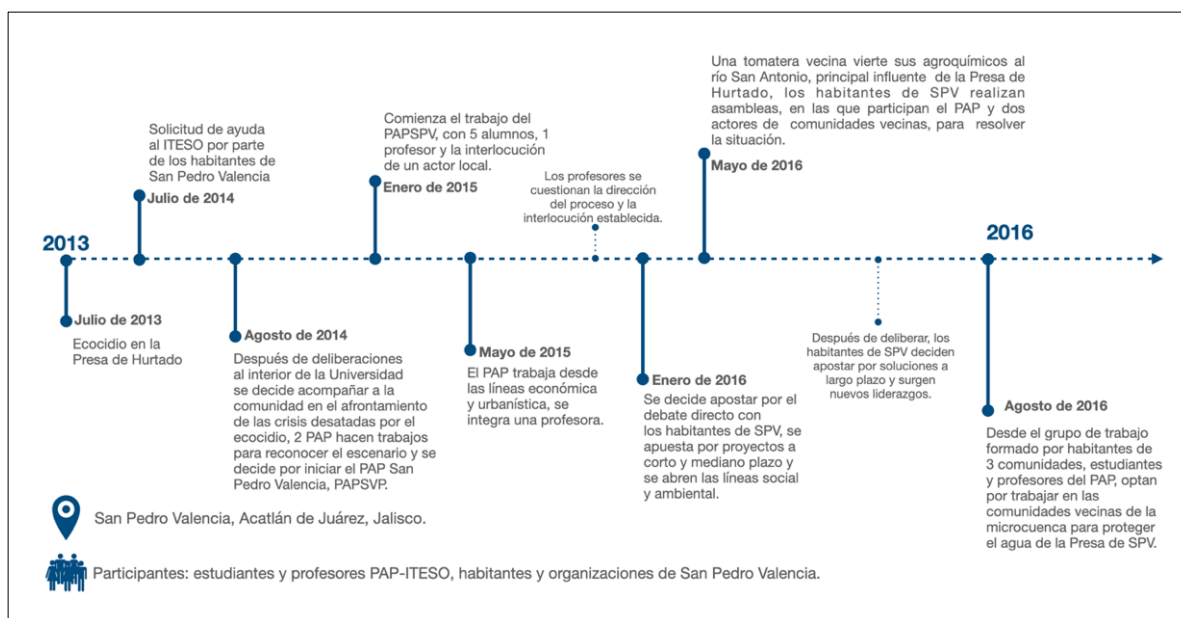 Una tomatera vecina vierte sus agroquímicos al
río San Antonio, principal influente de la Presa de
Hurtado, los habitantes de SPV realizan
asambleas, en las que participan el PAP y dos
actores de comunidades vecinas, para resolver
la situación.
Mayo de 2016
Comienza el trabajo del
PAPSPV, con 5 alumnos, 1
profesor y la interlocución
de un actor local.
Enero de 2015
Solicitud de ayuda
al ITESO por parte
de los habitantes de
San Pedro Valencia
Julio de 2014
Los profesores se
cuestionan la dirección
del proceso y la
interlocución establecida.
2013
2016
Julio de 2013
Ecocidio en la
Presa de Hurtado
Agosto de 2014
Después de deliberaciones
al interior de la Universidad
se decide acompañar a la
comunidad en el afrontamiento
de las crisis desatadas por el
ecocidio, 2 PAP hacen trabajos
para reconocer el escenario y se
decide por iniciar el PAP San
Pedro Valencia, PAPSVP.
Mayo de 2015
El PAP trabaja desde
las líneas económica
y urbanística, se
integra una profesora.
Enero de 2016
Se decide apostar por el
debate directo con
los habitantes de SPV, se
apuesta por proyectos a
corto y mediano plazo y
se abren las líneas social
y ambiental.
Después de deliberar, los
habitantes de SPV deciden
apostar por soluciones a
largo plazo y surgen
nuevos liderazgos.
Agosto de 2016
Desde el grupo de trabajo
formado por habitantes de
3 comunidades, estudiantes
y profesores del PAP, optan
por trabajar en las
comunidades vecinas de la
microcuenca para proteger
el agua de la Presa de SPV.
San Pedro Valencia, Acatlán de Juárez, Jalisco.
Participantes: estudiantes y profesores PAP-ITESO, habitantes y organizaciones de San Pedro Valencia.